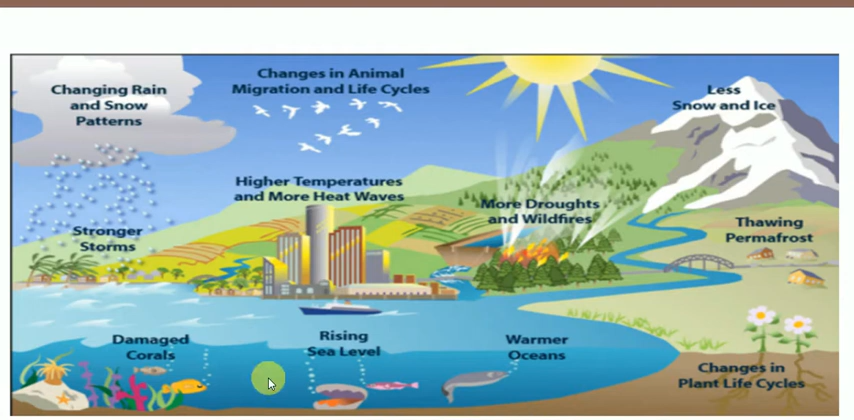 Changing Rain
and Snow
Patterns
Changes in Animal
Migration and Life Cycles
Less
Snow and Ice
Higher Temperatures
and More Heat Waves
More Droughts
and Wildfires
Stronger
Storms
Thawing
Permafrost
Damaged
Corals
Rising
Sea Level
Warmer
Oceans
Changes in
Plant Life Cycles